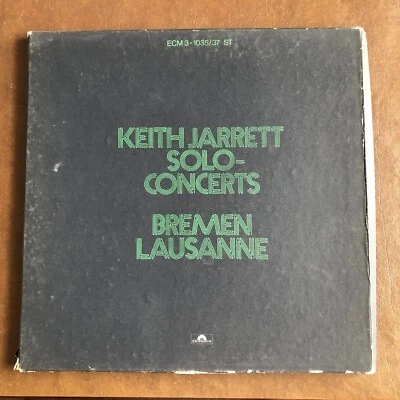 ECM 3-1035/37 ST
KEITH JARRETT
SOLO-
CONCERTS
BREMEN
LAUSANNE